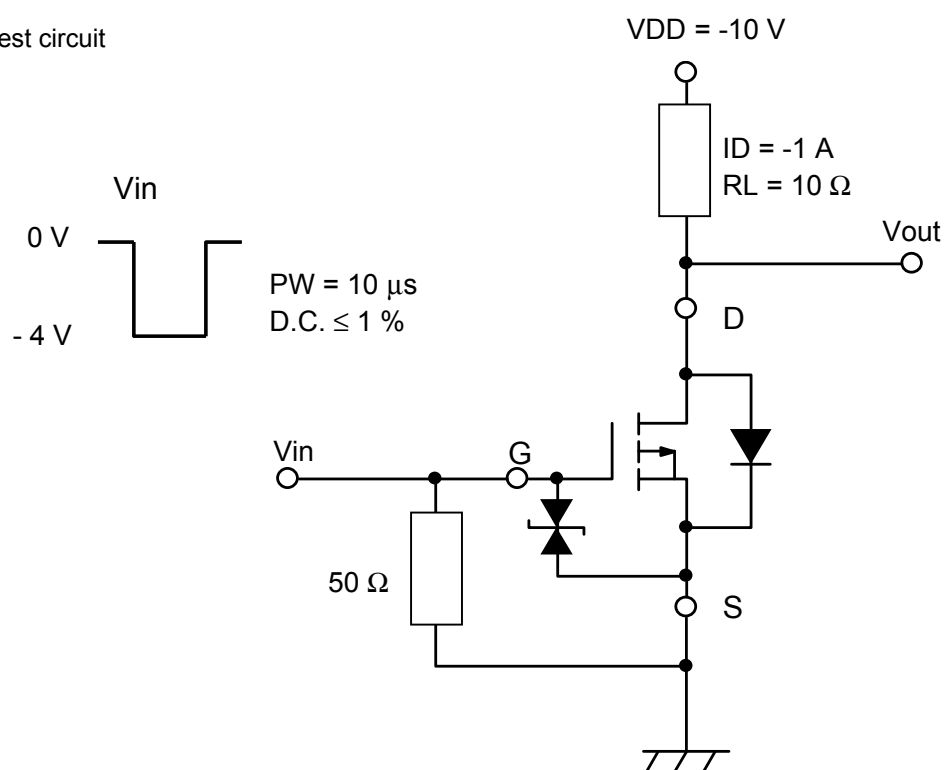 est circuit
VDD = -10 V
ID = -1 A
RL = 10 Ω
Vin
0 V
- 4 V
PW = 10 μs
D.C. ≤ 1 %
Vout
D
Vin
G
50 Ω
S